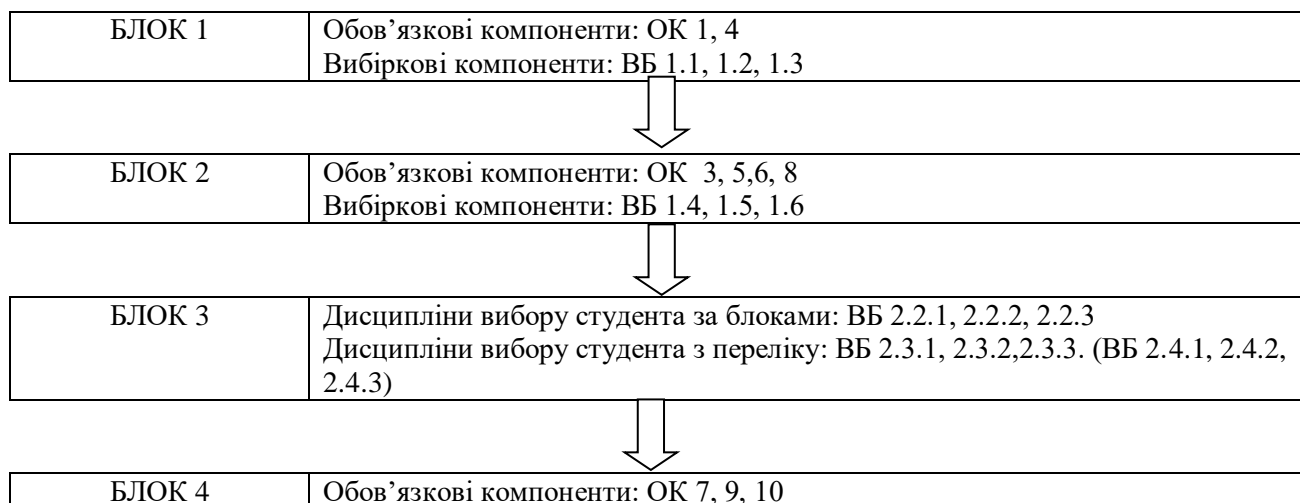 БЛОК 1
Обов’язкові компоненти: ОК 1, 4
Вибіркові компоненти: ВБ 1.1, 1.2, 1.3
БЛОК 2
Обов’язкові компоненти: ОК  3, 5,6, 8
Вибіркові компоненти: ВБ 1.4, 1.5, 1.6
БЛОК 3
Дисципліни вибору студента за блоками: ВБ 2.2.1, 2.2.2, 2.2.3
Дисципліни вибору студента з переліку: ВБ 2.3.1, 2.3.2,2.3.3. (ВБ 2.4.1, 2.4.2,
2.4.3)
БЛОК 4
Обов’язкові компоненти: ОК 7, 9, 10